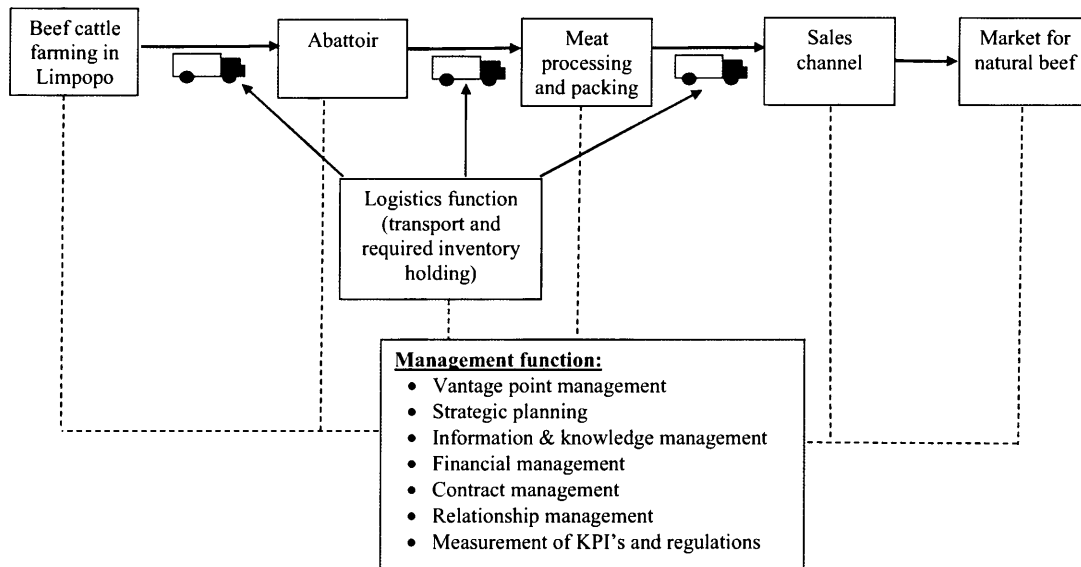 Beef cattle
farming in
Limpopo
Abattoir
Meat
processing
and packing
Sales
channel
Market for
natural beef
Logistics function
(transport and
required inventory
holding)
Management function:
• Vantage point management
• Strategic planning
• Information & knowledge management
• Financial management
• Contract management
• Relationship management
• Measurement of KPI's and regulations